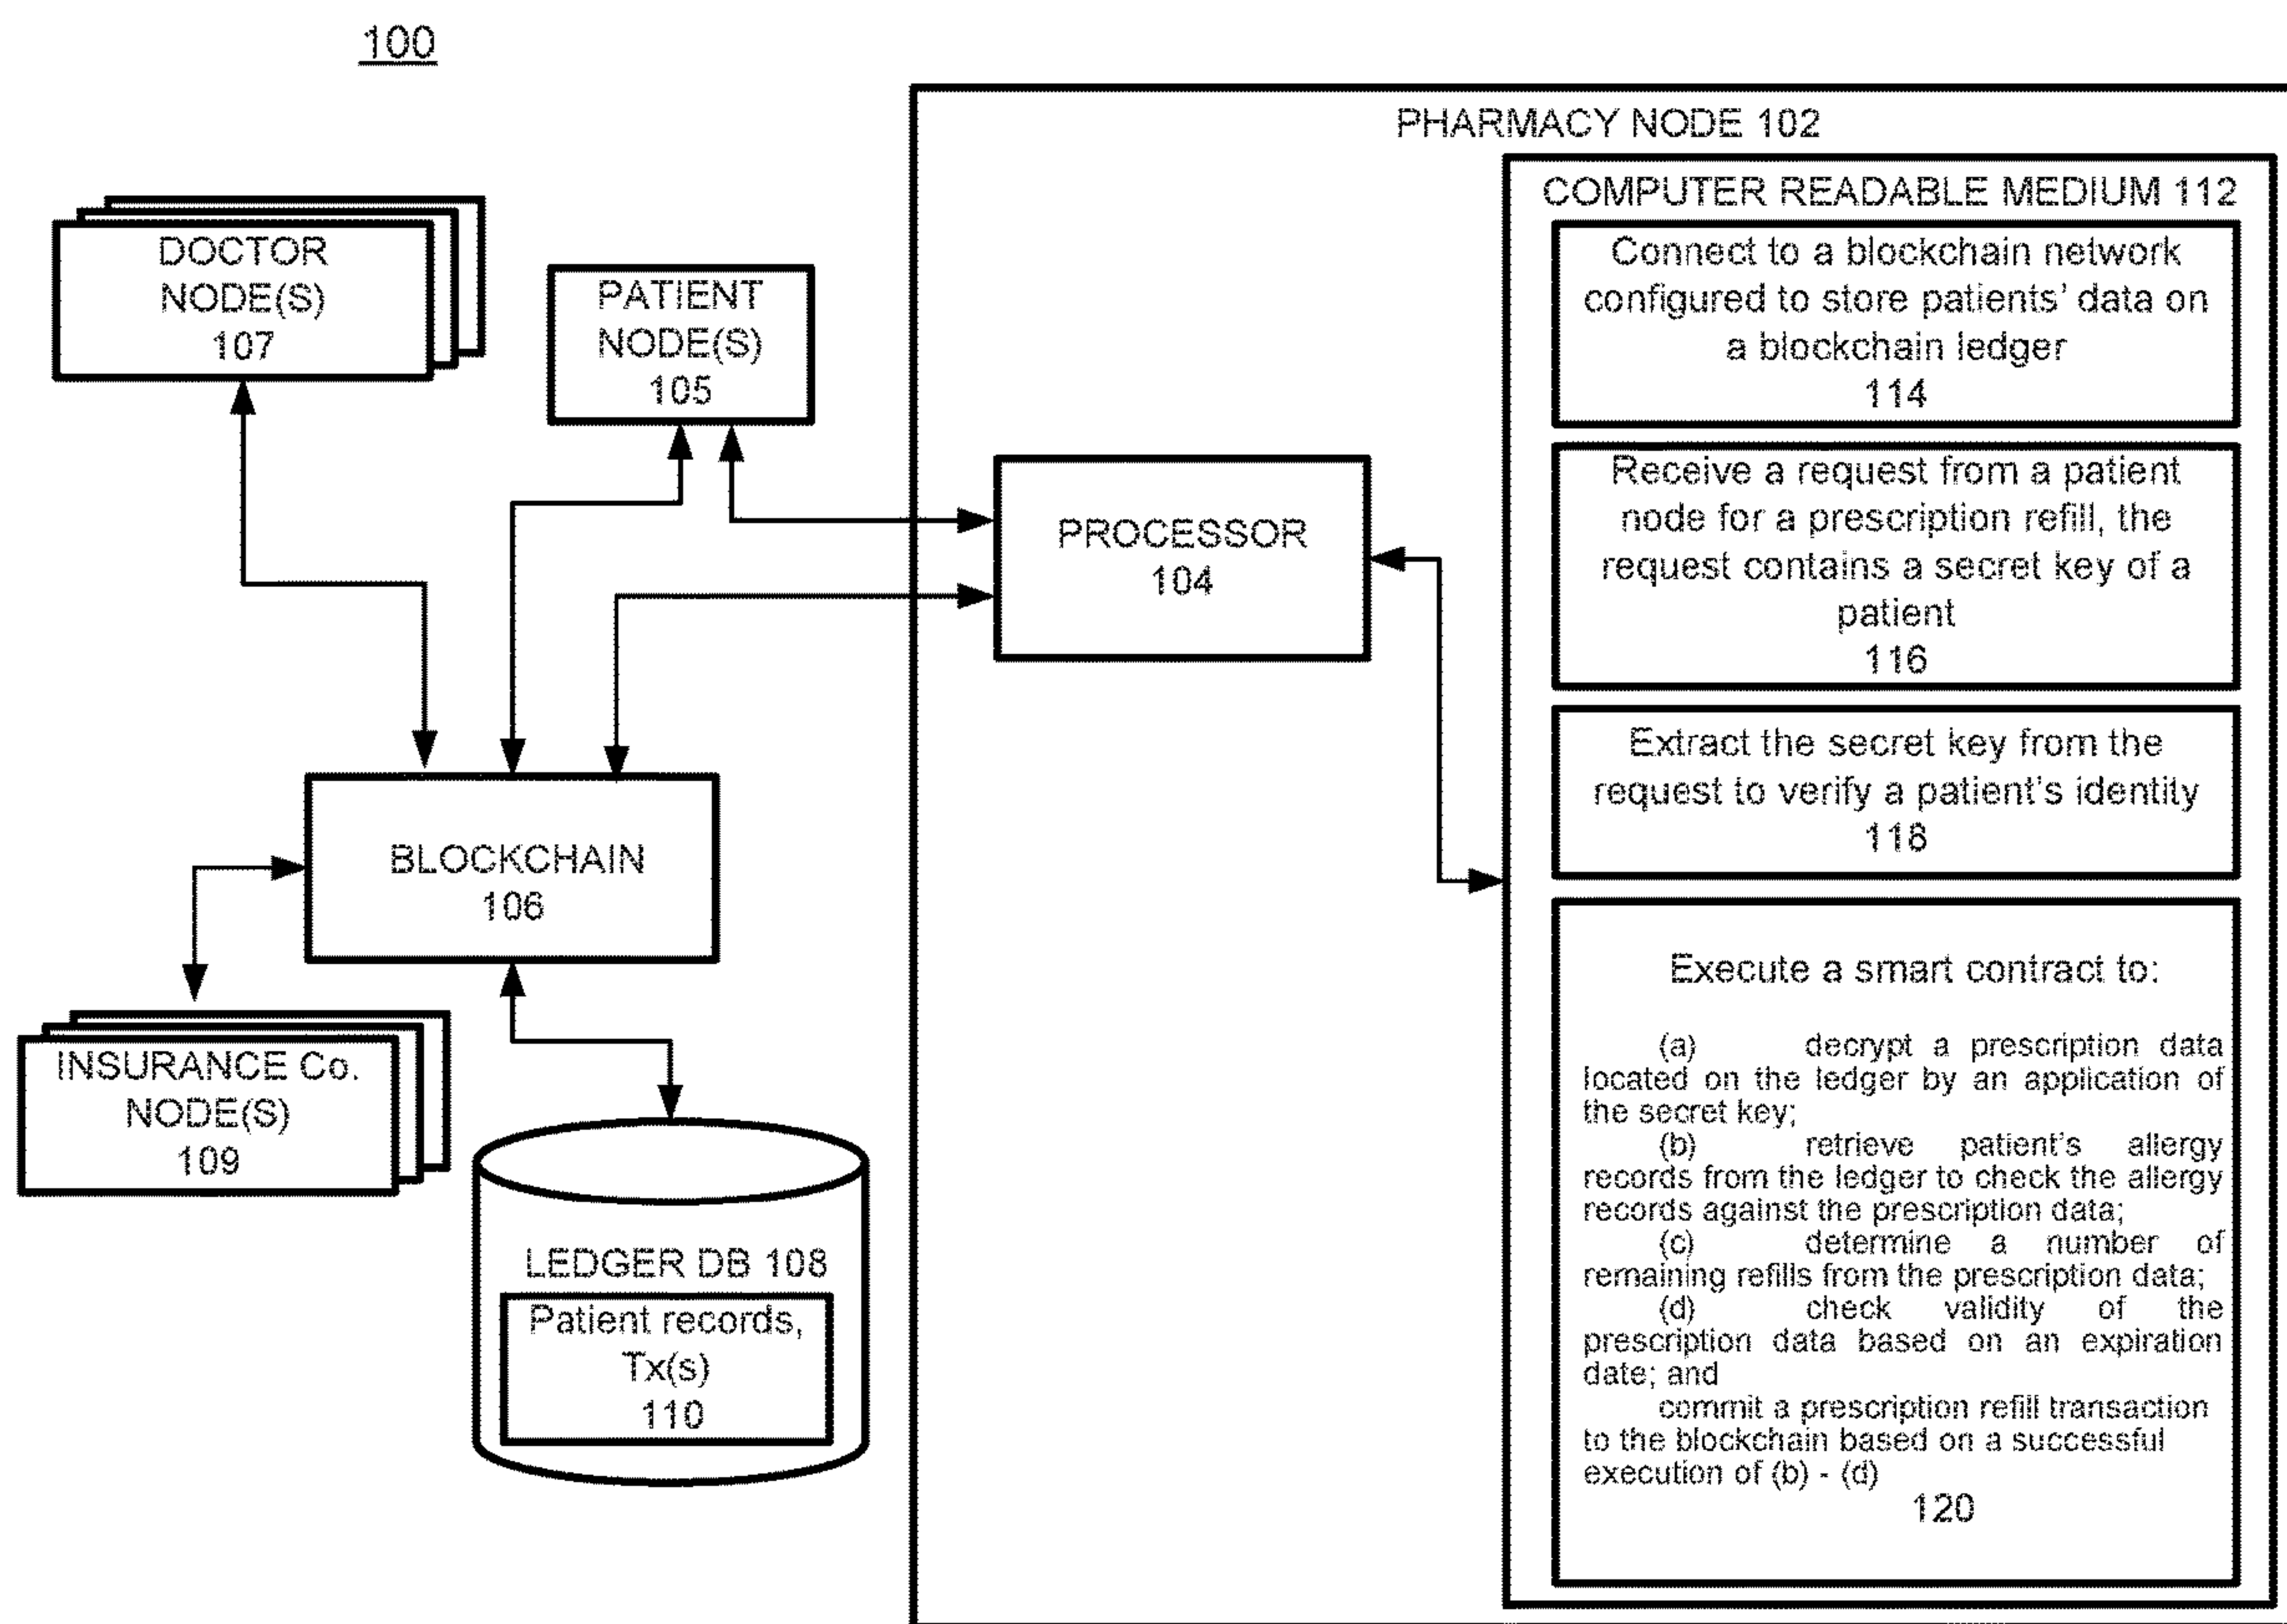 100
PHARMACY NODE 102
DOCTOR
NODE(S)
107
PATIENT
NODE(S)
105
PROCESSOR
104
BLOCKCHAIN
106
INSURANCE Co.
NODE(S)
109
LEDGER DB 108
Patient records,
Tx(s)
110
COMPUTER READABLE MEDIUM 112
Connect to a blockchain network
configured to store patients' data on
a blockchain ledger
114
Receive a request from a patient
node for a prescription refill, the
request contains a secret key of a
patient
116
Extract the secret key from the
request to verify a patient's identity
118
Execute a smart contract to:
(a) decrypt a prescription data
located on the ledger by an application of
the secret key;
(b) retrieve patient's allergy
records from the ledger to check the allergy
records against the prescription data;
(c) determine a number of
remaining refills from the prescription data;
(d) check validity of the
prescription data based on an expiration
date; and
commit a prescription refill transaction
to the blockchain based on a successful
execution of (b) - (d)
120